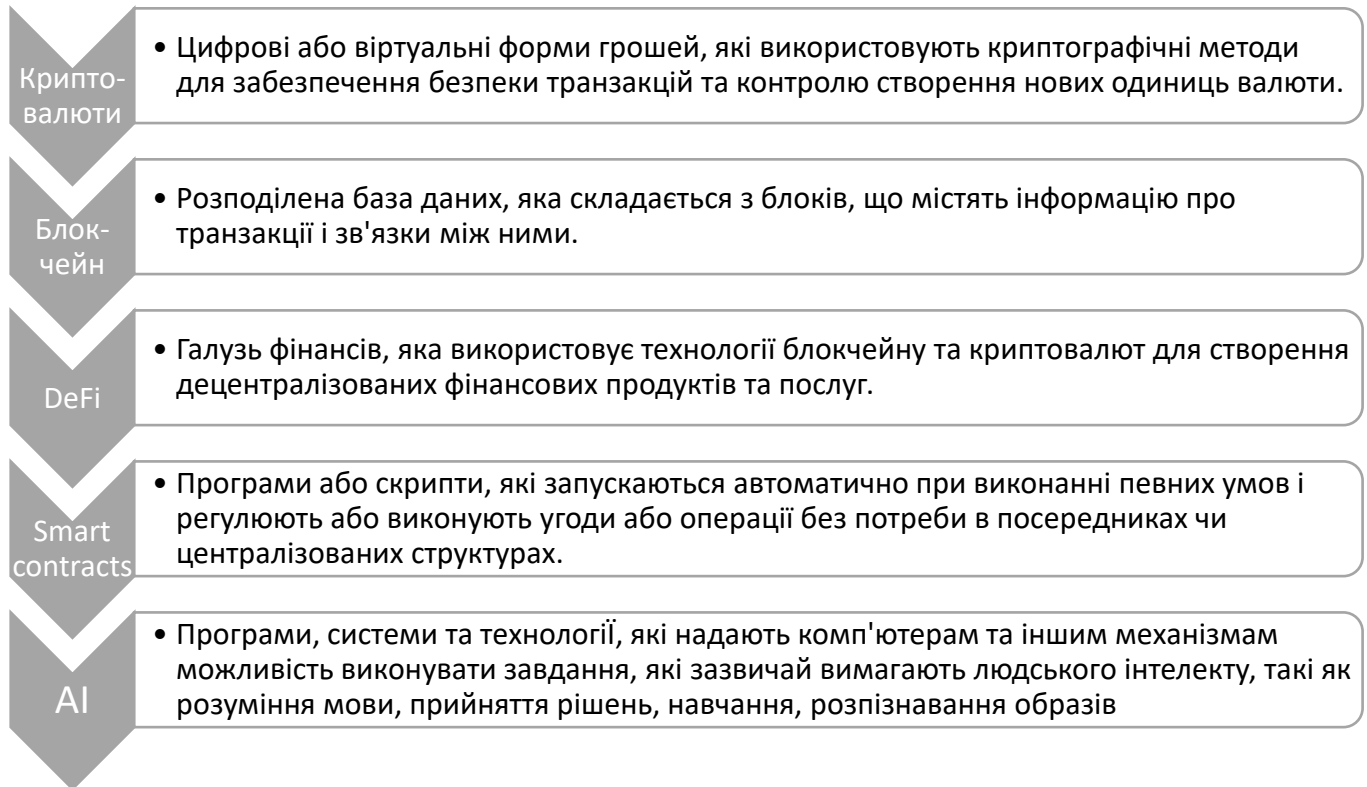 Крипто-
валюти
• Цифрові або віртуальні форми грошей, які використовують криптографічні методи
для забезпечення безпеки транзакцій та контролю створення нових одиниць валюти.
Блок-
чейн
• Розподілена база даних, яка складається з блоків, що містять інформацію про
транзакції і зв'язки між ними.
DeFi
• Галузь фінансів, яка використовує технології блокчейну та криптовалют для створення
децентралізованих фінансових продуктів та послуг.
Smart
contracts
• Програми або скрипти, які запускаються автоматично при виконанні певних умов і
регулюють або виконують угоди або операції без потреби в посередниках чи
централізованих структурах.
AI
• Програми, системи та технологіЇ, які надають комп'ютерам та іншим механізмам
можливість виконувати завдання, які зазвичай вимагають людського інтелекту, такі як
розуміння мови, прийняття рішень, навчання, розпізнавання образів